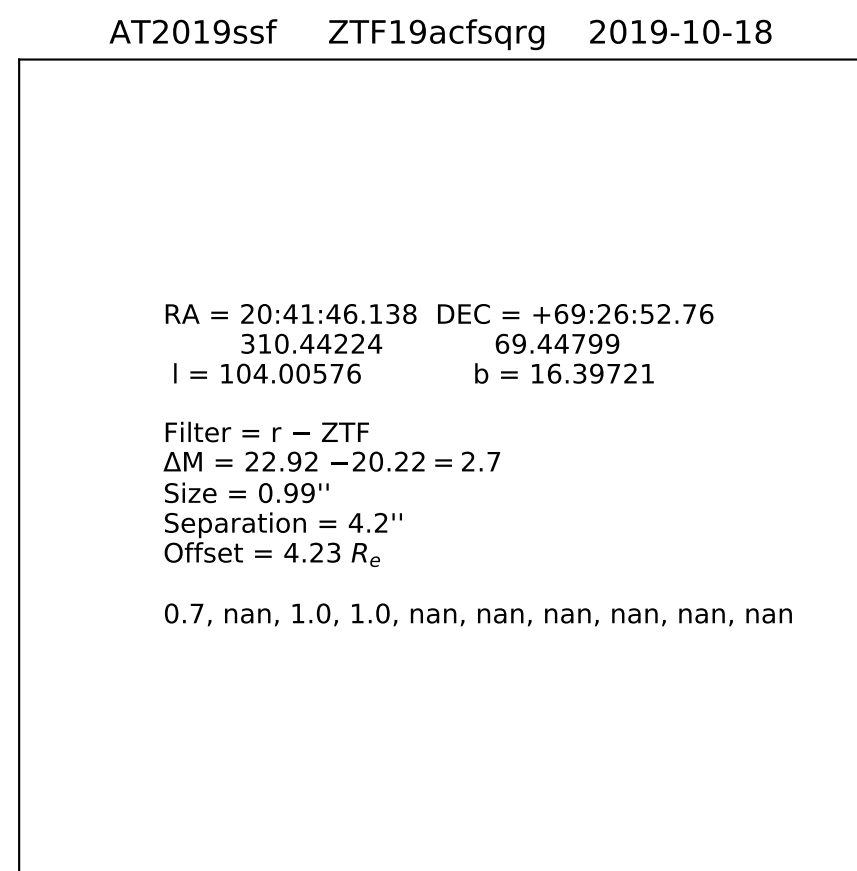 AT2019ssf ZTF19acfsqrg 2019-10-18
RA = 20:41:46.138 DEC = +69:26:52.76
310.44224 69.44799
l = 104.00576 b = 16.39721
Filter = r − ZTF
ΔM = 22.92 −20.22 = 2.7
Size = 0.99''
Separation = 4.2''
Offset = 4.23 Rₑ
0.7, nan, 1.0, 1.0, nan, nan, nan, nan, nan, nan